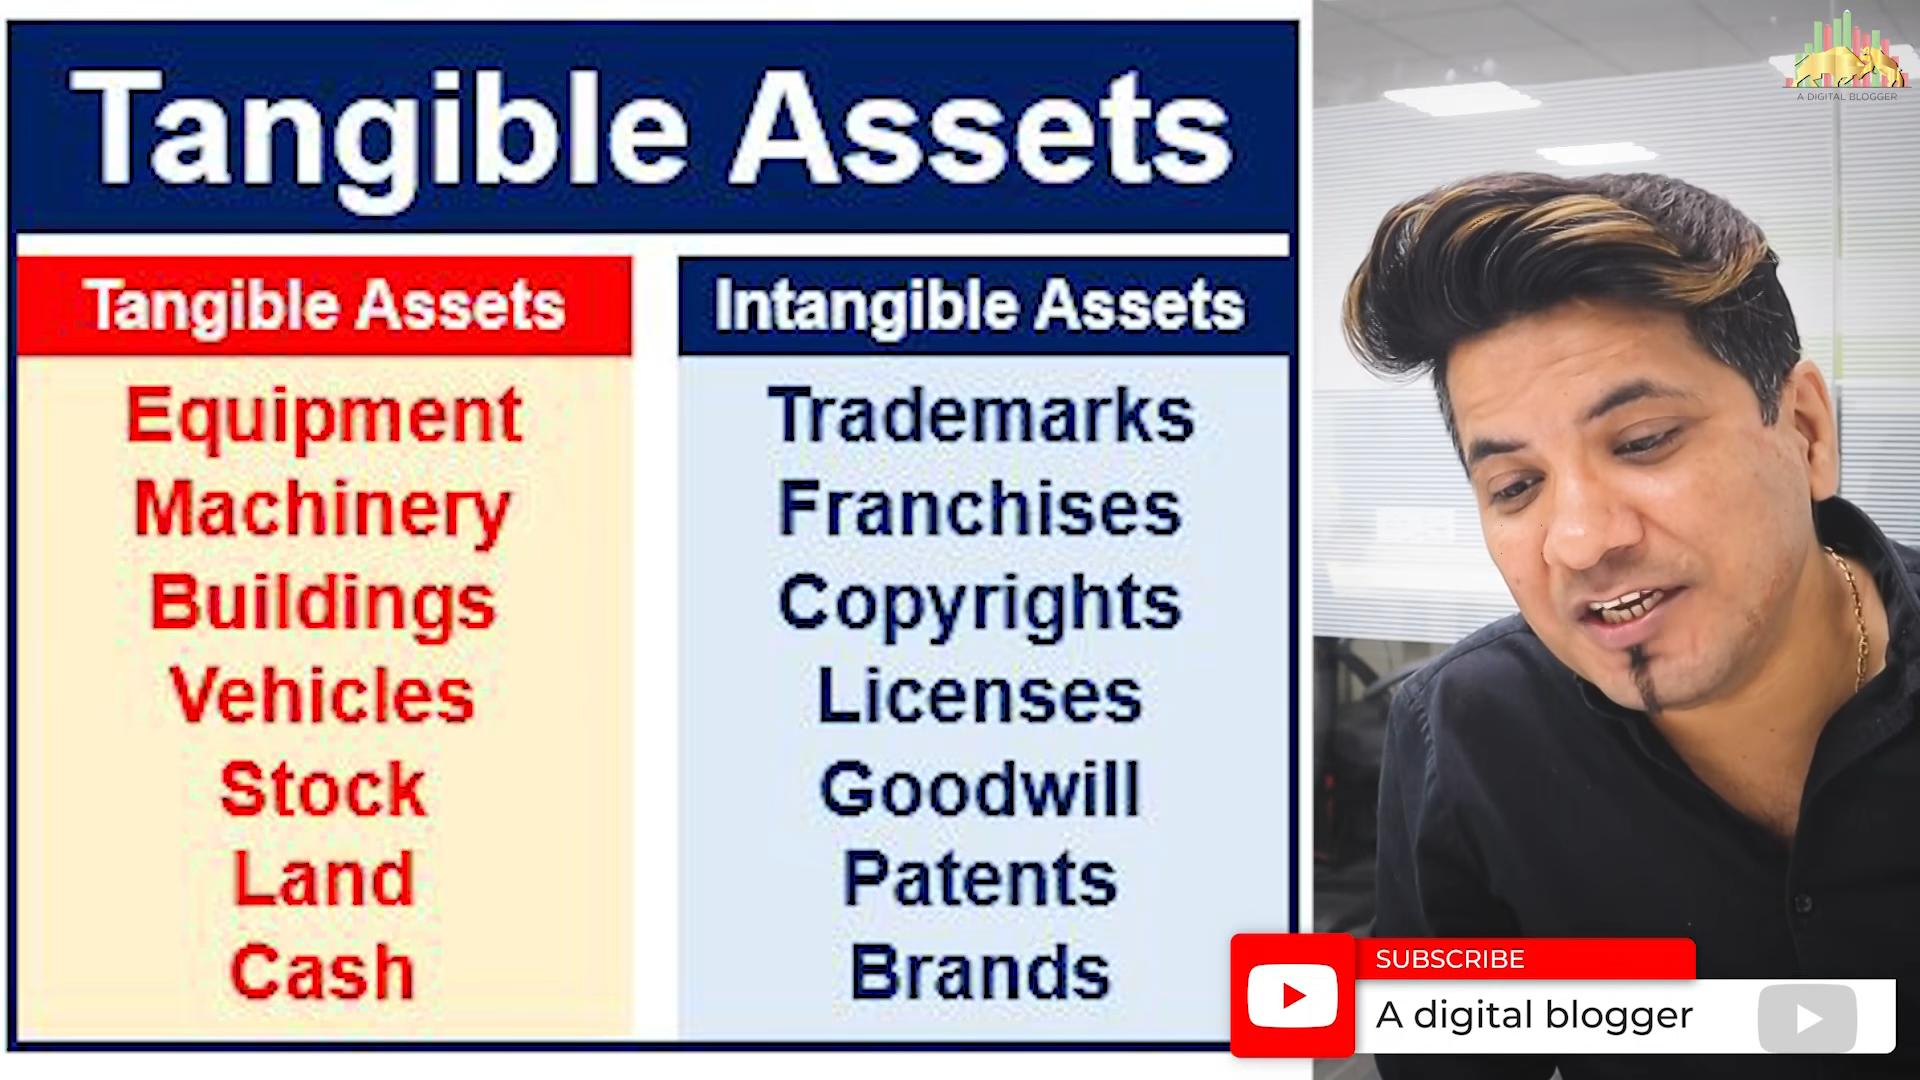 Tangible Assets
Tangible Assets
Equipment
Machinery
Buildings
Vehicles
Stock
Land
Cash
Intangible Assets
Trademarks
Franchises
Copyrights
Licenses
Goodwill
Patents
Brands
A DIGITAL BLOGGER
SUBSCRIBE
A digital blogger